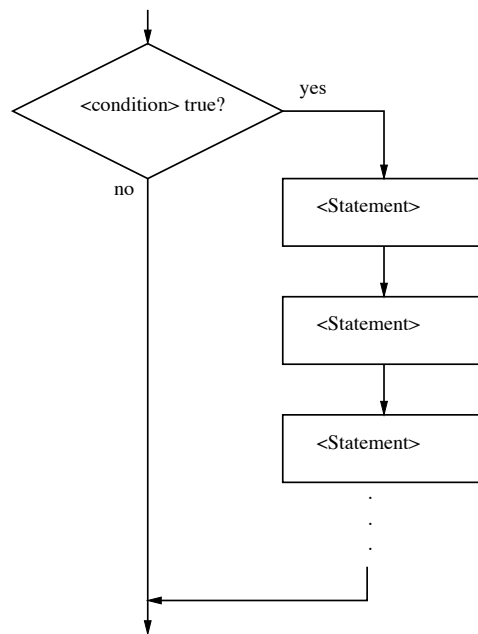 <condition> true?
yes
no
<Statement>
<Statement>
<Statement>
.
.
.